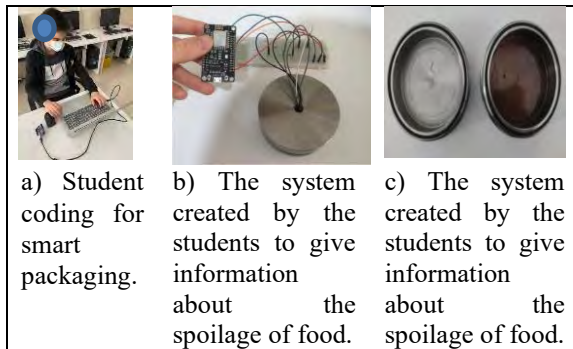 a) Student
coding for
smart
packaging.
b) The system
created by the
students to give
information
about the
spoilage of food.
c) The system
created by the
students to give
information
about the
spoilage of food.